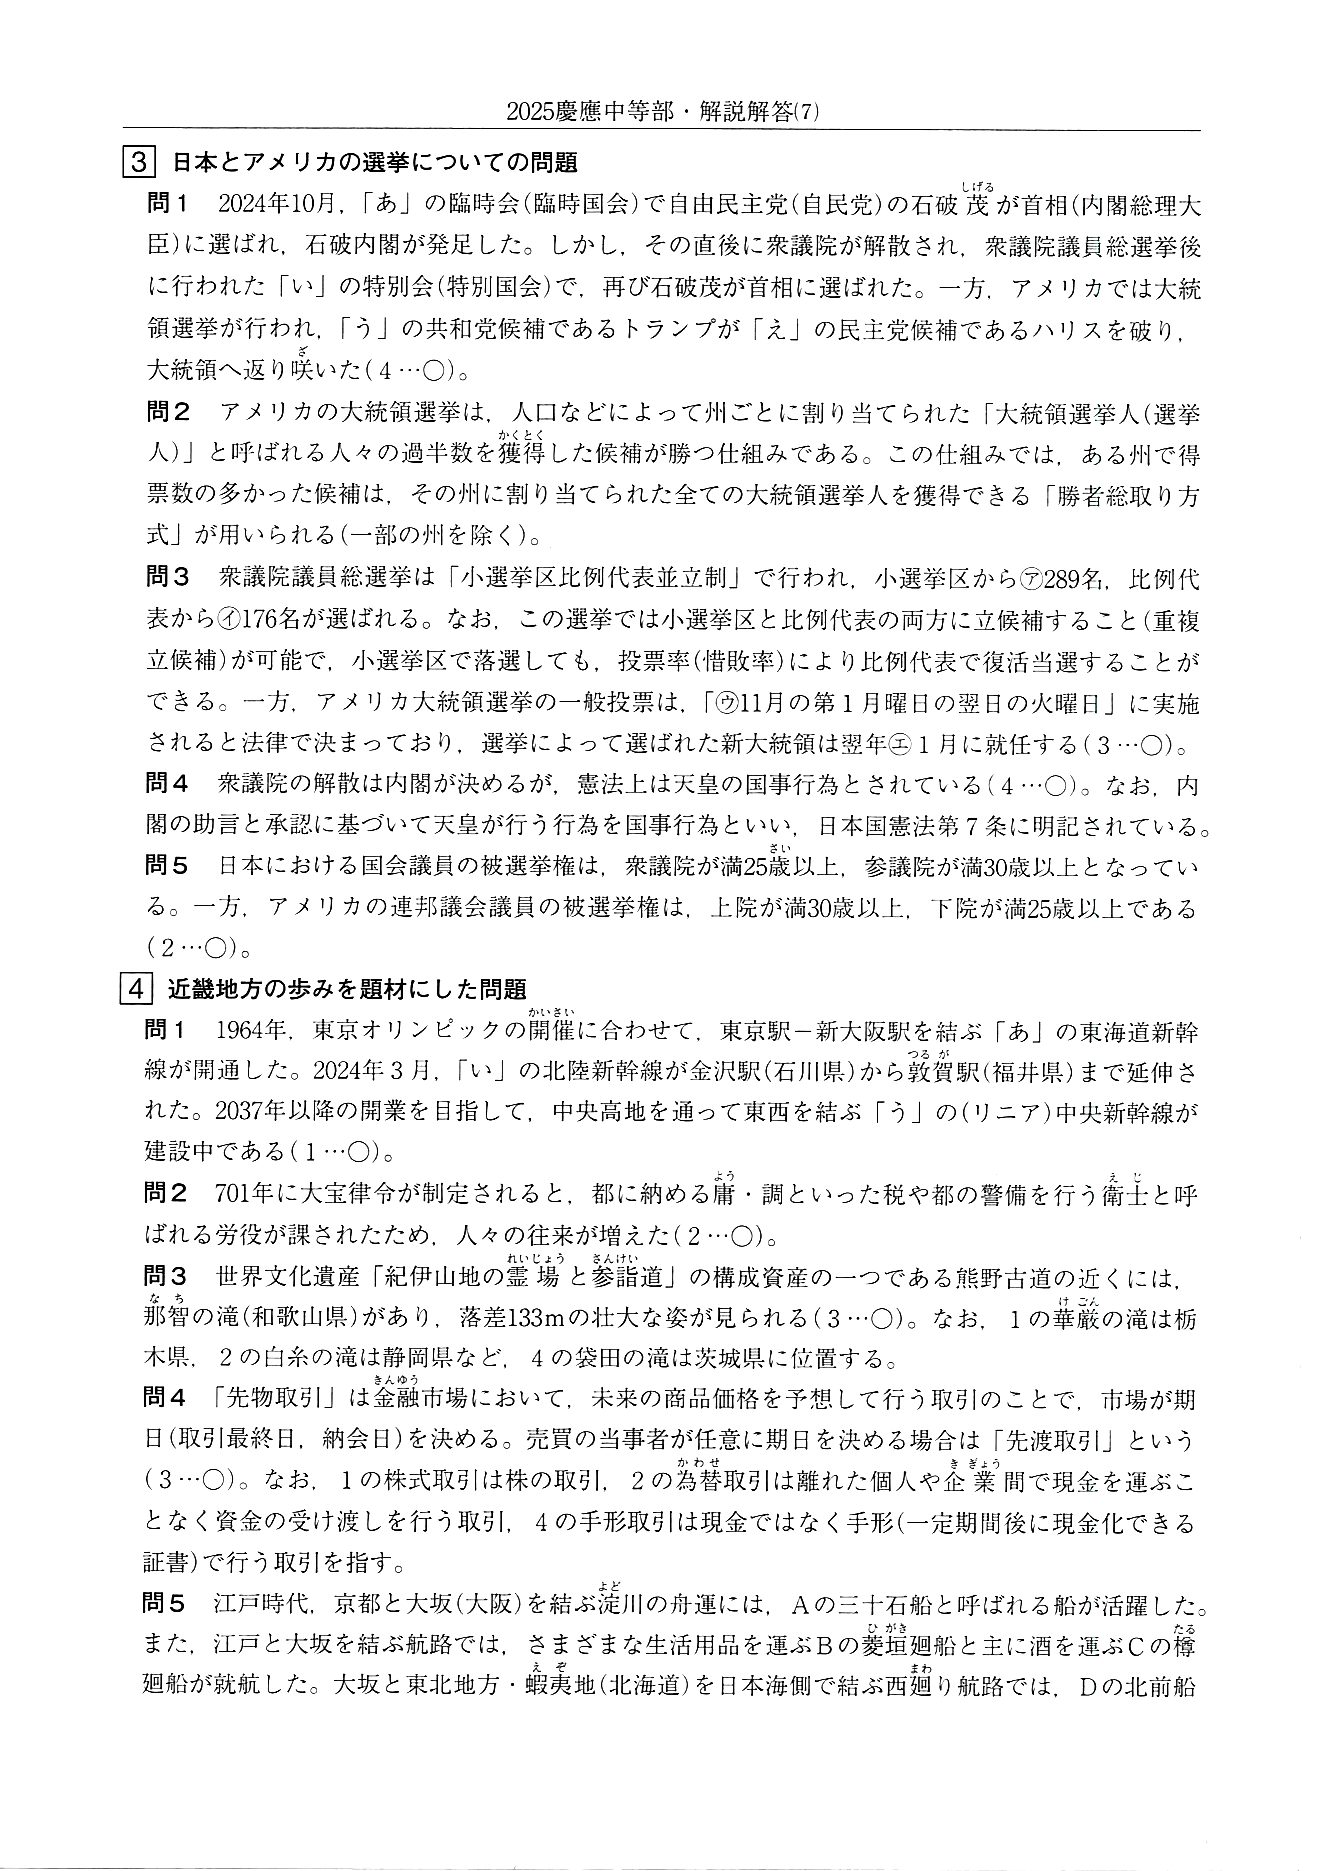 2025慶應中等部・解説解答(7)
3 日本とアメリカの選挙についての問題
問1 2024年10月，「あ」の臨時会(臨時国会)で自由民主党(自民党)の石破茂が首相(内閣総理大
臣)に選ばれ，石破内閣が発足した。しかし，その直後に衆議院が解散され，衆議院議員総選挙後
に行われた「い」の特別会(特別国会)で，再び石破茂が首相に選ばれた。一方，アメリカでは大統
領選挙が行われ，「う」の共和党候補であるトランプが「え」の民主党候補であるハリスを破り，
大統領へ返り咲いた(4…○)。
問2 アメリカの大統領選挙は，人口などによって州ごとに割り当てられた「大統領選挙人(選挙
人)」と呼ばれる人々の過半数を獲得した候補が勝つ仕組みである。この仕組みでは，ある州で得
票数の多かった候補は，その州に割り当てられた全ての大統領選挙人を獲得できる「勝者総取り方
式」が用いられる(一部の州を除く)。
問3 衆議院議員総選挙は「小選挙区比例代表並立制」で行われ，小選挙区から㋐289名，比例代
表から㋑176名が選ばれる。なお，この選挙では小選挙区と比例代表の両方に立候補すること(重複
立候補)が可能で，小選挙区で落選しても，投票率(惜敗率)により比例代表で復活当選することが
できる。一方，アメリカ大統領選挙の一般投票は，「㋒11月の第1月曜日の翌日の火曜日」に実施
されると法律で決まっており，選挙によって選ばれた新大統領は翌年㋓1月に就任する(3…○)。
問4 衆議院の解散は内閣が決めるが，憲法上は天皇の国事行為とされている(4…○)。なお，内
閣の助言と承認に基づいて天皇が行う行為を国事行為といい，日本国憲法第7条に明記されている。
問5 日本における国会議員の被選挙権は，衆議院が満25歳以上，参議院が満30歳以上となってい
る。一方，アメリカの連邦議会議員の被選挙権は，上院が満30歳以上，下院が満25歳以上である
(2…○)。
4 近畿地方の歩みを題材にした問題
問1 1964年，東京オリンピックの開催に合わせて，東京駅－新大阪駅を結ぶ「あ」の東海道新幹
線が開通した。2024年3月，「い」の北陸新幹線が金沢駅(石川県)から敦賀駅(福井県)まで延伸さ
れた。2037年以降の開業を目指して，中央高地を通って東西を結ぶ「う」の(リニア)中央新幹線が
建設中である(1…○)。
問2 701年に大宝律令が制定されると，都に納める庸・調といった税や都の警備を行う衛士と呼
ばれる労役が課されたため，人々の往来が増えた(2…○)。
問3 世界文化遺産「紀伊山地の霊場と参詣道」の構成資産の一つである熊野古道の近くには，
那智の滝(和歌山県)があり，落差133mの壮大な姿が見られる(3…○)。なお，1の華厳の滝は栃
木県，2の白糸の滝は静岡県など，4の袋田の滝は茨城県に位置する。
問4 「先物取引」は金融市場において，未来の商品価格を予想して行う取引のことで，市場が期
日(取引最終日，納会日)を決める。売買の当事者が任意に期日を決める場合は「先渡取引」という
(3…○)。なお，1の株式取引は株の取引，2の為替取引は離れた個人や企業間で現金を運ぶこ
となく資金の受け渡しを行う取引，4の手形取引は現金ではなく手形(一定期間後に現金化できる
証書)で行う取引を指す。
問5 江戸時代，京都と大坂(大阪)を結ぶ淀川の舟運には，Aの三十石船と呼ばれる船が活躍した。
また，江戸と大坂を結ぶ航路では，さまざまな生活用品を運ぶBの菱垣廻船と主に酒を運ぶCの樽
廻船が就航した。大坂と東北地方・蝦夷地(北海道)を日本海側で結ぶ西廻り航路では，Dの北前船